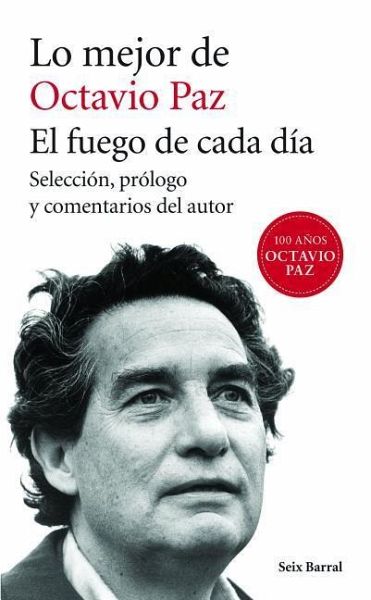 Lo mejor de
Octavio Paz
El fuego de cada día
Selección, prólogo
y comentarios del autor
100 AÑOS
OCTAVIO
PAZ
Seix Barral